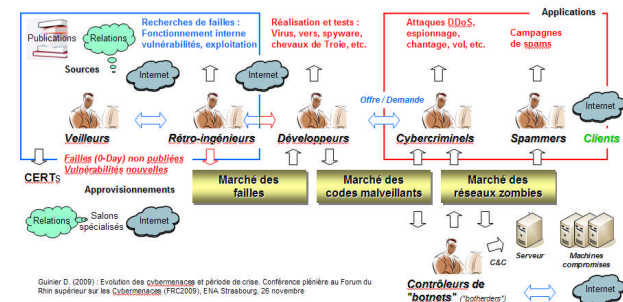 Applications
Publications
Relations
Recherches de failles :
Fonctionnement interne
vulnérabilités, exploitation
Réalisation et tests :
Virus, vers, spyware,
chevaux de Troie, etc.
Attaques DDoS,
espionnage,
chantage, vol, etc.
Campagnes
de spams
Sources
Internet
Internet
Internet
Offre / Demande
Veilleurs
Rétro-ingénieurs
Développeurs
Cybercriminels
Spammers
Clients
Failles (0-Day) non publiées
Vulnérabilités nouvelles
CERTs
Approvisionnements
Marché des
failles
Marché des
codes malveillants
Marché des
réseaux zombies
Relations
Salons
spécialisés
Internet
C&C
Serveur
Machines
compromises
Contrôleurs de
"botnets" ("botherders")
Internet
Guinier D. (2009) : Evolution des cybermenaces et période de crise. Conférence plénière au Forum du
Rhin supérieur sur les Cybermenaces (FRC2009), ENA Strasbourg, 26 novembre